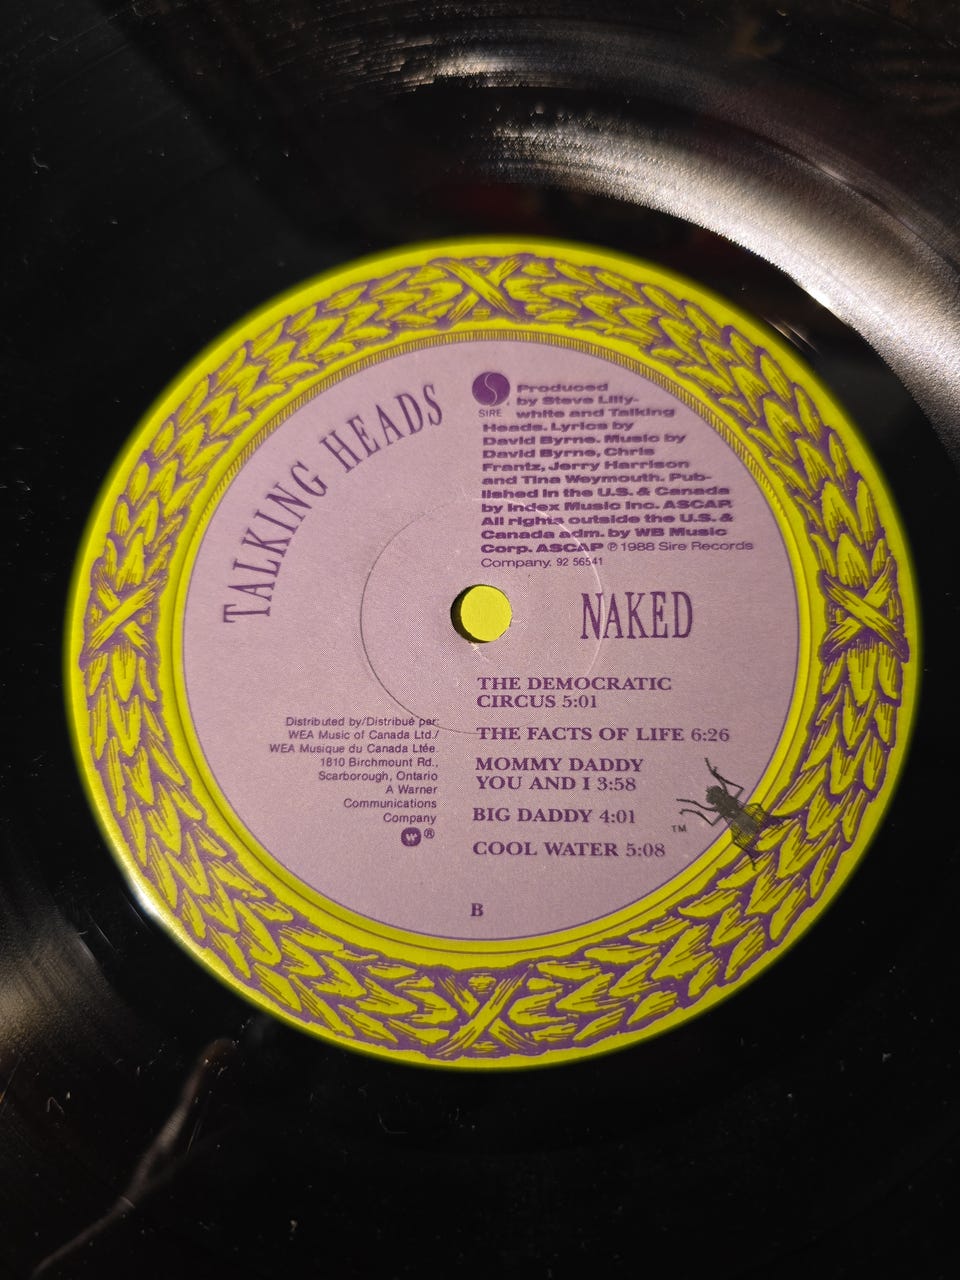 TALKING HEADS
SIRE
Produced
by Steve Lilly-
white and Talking
Heads. Lyrics by
David Byrne. Music by
David Byrne, Chris
Frantz, Jerry Harrison
and Tina Weymouth. Pub-
lished in the U.S. & Canada
by Index Music Inc. ASCAP.
All rights outside the U.S. &
Canada adm. by WB Music
Corp. ASCAP ℗ 1988 Sire Records
Company. 92 56541
NAKED
THE DEMOCRATIC
CIRCUS 5:01
THE FACTS OF LIFE 6:26
MOMMY DADDY
YOU AND I 3:58
BIG DADDY 4:01
COOL WATER 5:08
TM
Distributed by/Distribué par:
WEA Music of Canada Ltd./
WEA Musique du Canada Ltée.
1810 Birchmount Rd.,
Scarborough, Ontario
A Warner
Communications
Company
W ®
B